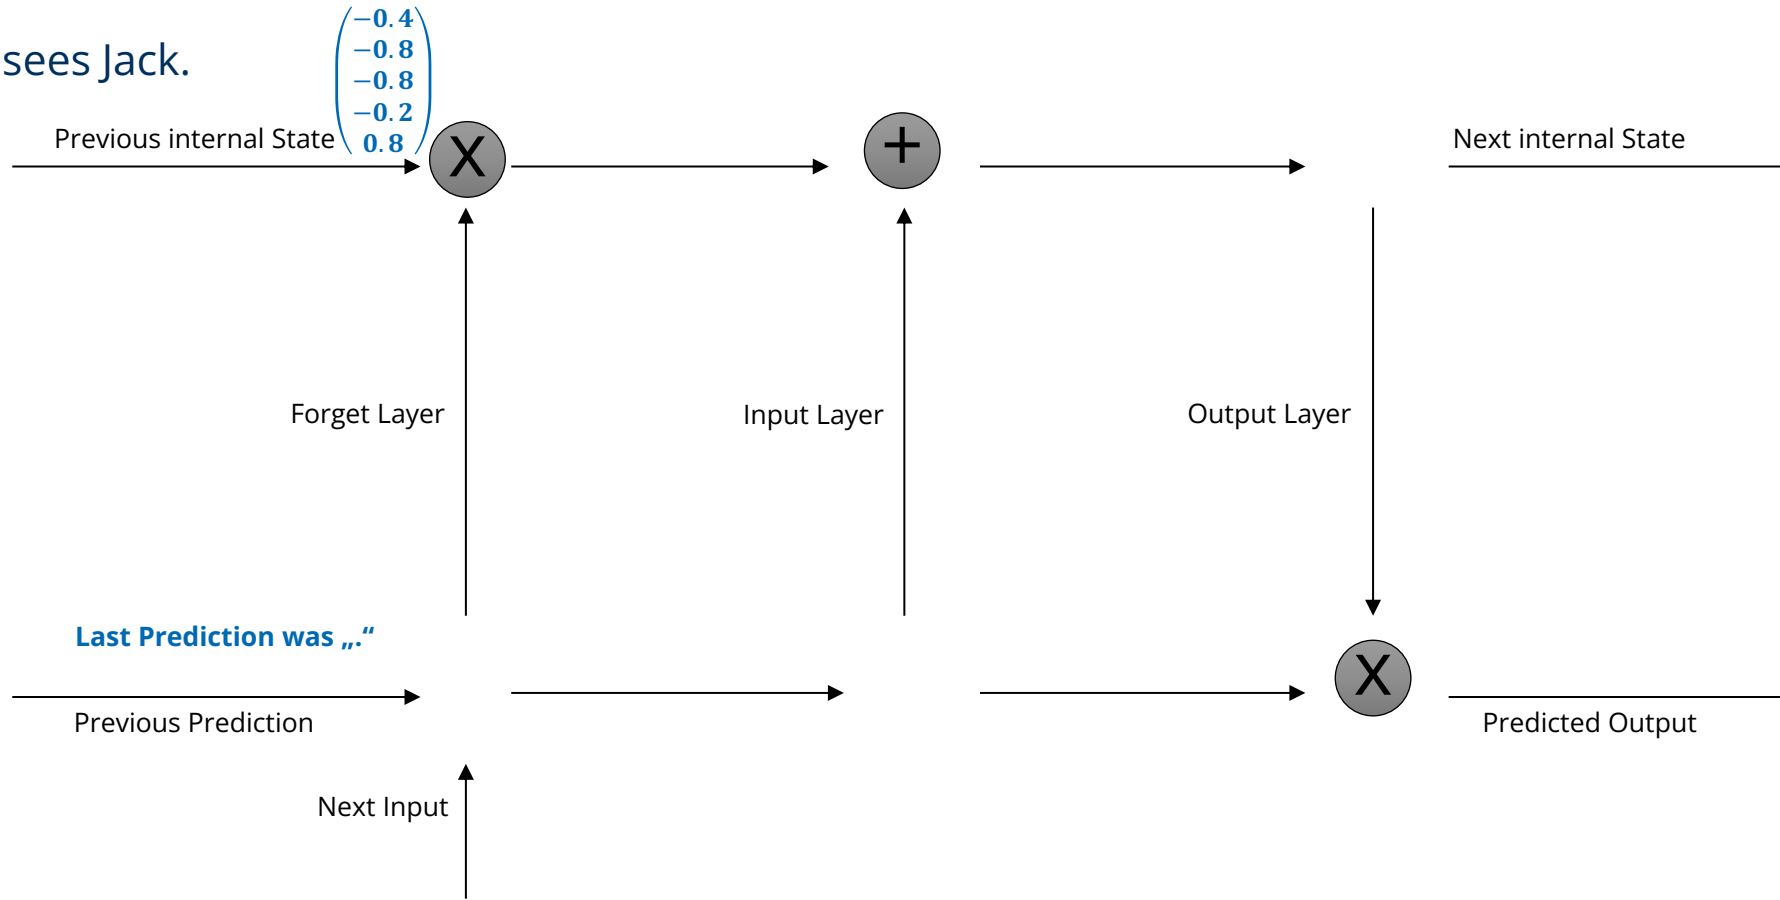 sees Jack.
−0.4
−0.8
−0.8
−0.2
0.8
Previous internal State
X
+
Next internal State
Forget Layer
Input Layer
Output Layer
Last Prediction was „.“
X
Previous Prediction
Predicted Output
Next Input